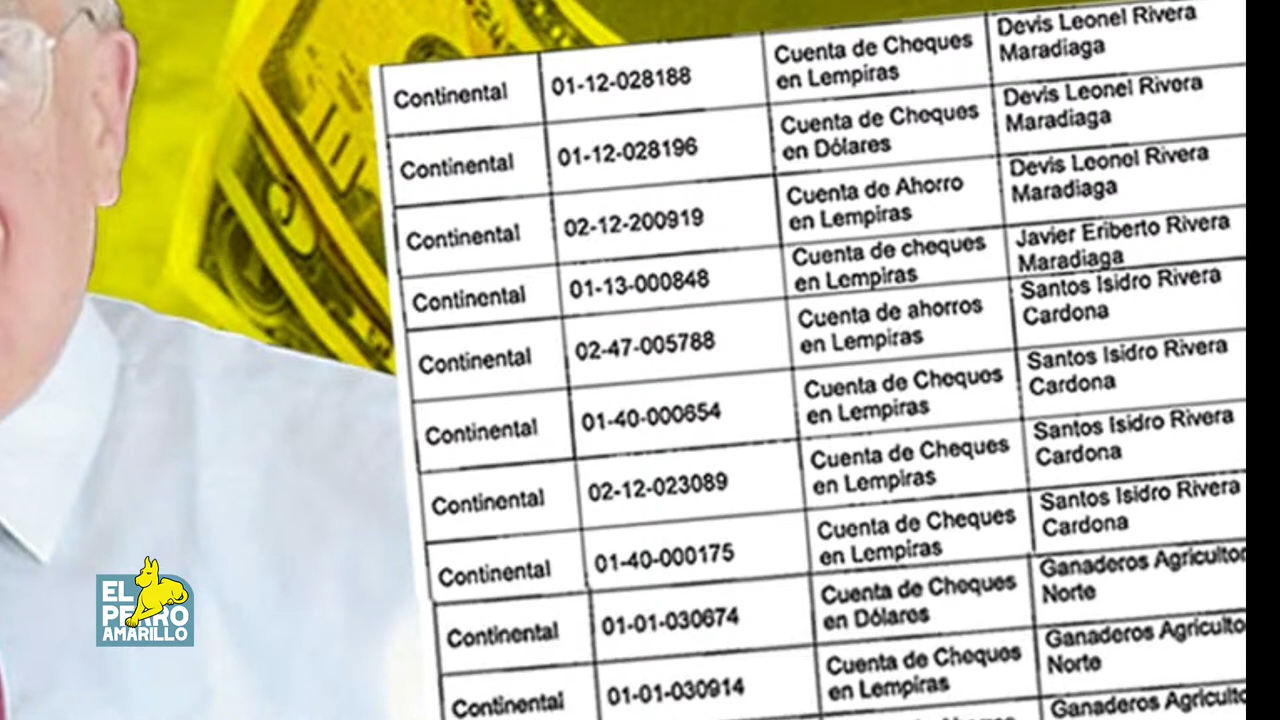 Continental 01-12-028188 Cuenta de Cheques Devis Leonel Rivera
en Lempiras Maradiaga
Continental 01-12-028196 Cuenta de Cheques Devis Leonel Rivera
en Dólares Maradiaga
Continental 02-12-200919 Cuenta de Ahorro Devis Leonel Rivera
en Lempiras Maradiaga
Continental 01-13-000848 Cuenta de cheques Javier Eriberto Rivera
en Lempiras Maradiaga
Continental 02-47-005788 Cuenta de ahorros Santos Isidro Rivera
en Lempiras Cardona
Continental 01-40-000654 Cuenta de Cheques Santos Isidro Rivera
en Lempiras Cardona
Continental 02-12-023089 Cuenta de Cheques Santos Isidro Rivera
en Lempiras Cardona
Continental 01-40-000175 Cuenta de Cheques Santos Isidro Rivera
en Lempiras Cardona
Continental 01-01-030674 Cuenta de Cheques Ganaderos Agricultor
en Dólares Norte
Continental 01-01-030914 Cuenta de Cheques Ganaderos Agriculto
en Lempiras Norte
Ganaderos Agricult
EL
PERRO
AMARILLO